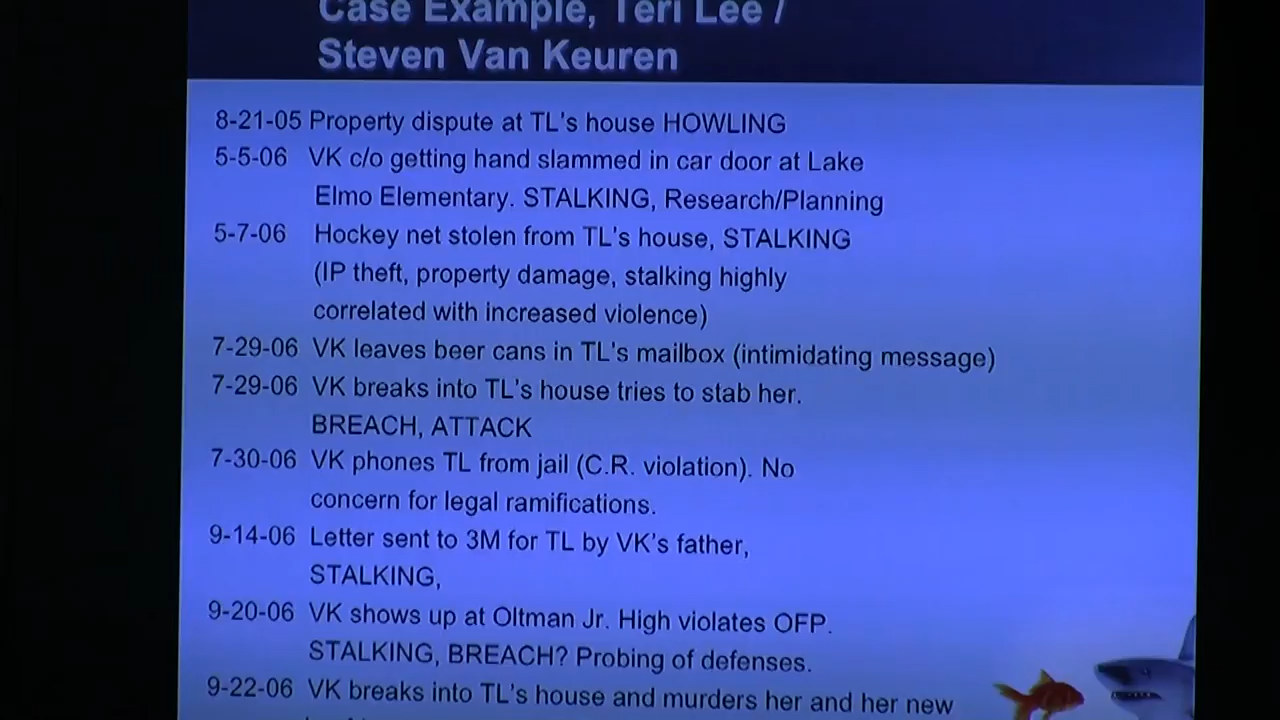 Case Example, Teri Lee /
Steven Van Keuren
8-21-05 Property dispute at TL's house HOWLING
5-5-06 VK c/o getting hand slammed in car door at Lake
Elmo Elementary. STALKING, Research/Planning
5-7-06 Hockey net stolen from TL's house, STALKING
(IP theft, property damage, stalking highly
correlated with increased violence)
7-29-06 VK leaves beer cans in TL's mailbox (intimidating message)
7-29-06 VK breaks into TL's house tries to stab her.
BREACH, ATTACK
7-30-06 VK phones TL from jail (C.R. violation). No
concern for legal ramifications.
9-14-06 Letter sent to 3M for TL by VK's father,
STALKING,
9-20-06 VK shows up at Oltman Jr. High violates OFP.
STALKING, BREACH? Probing of defenses.
9-22-06 VK breaks into TL's house and murders her and her new